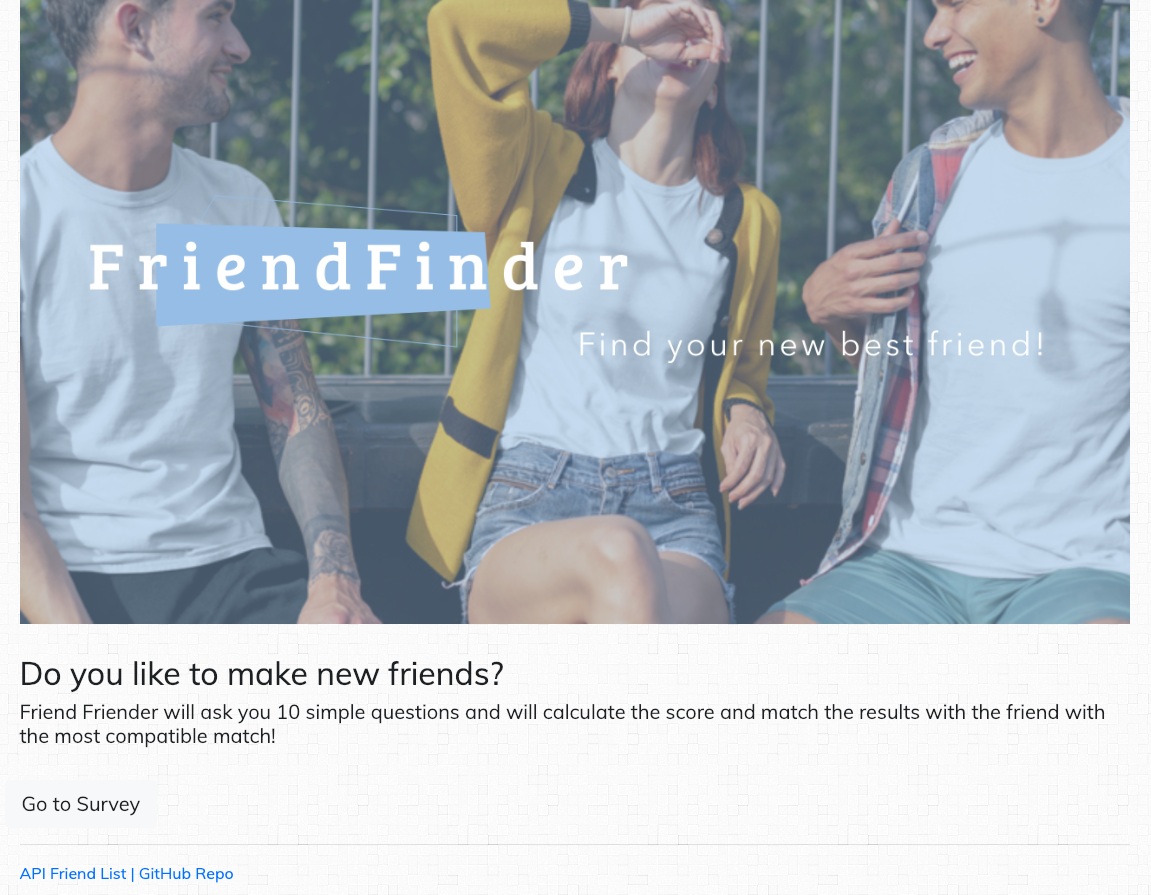 FriendFinder
Find your new best friend!
Do you like to make new friends?
Friend Friender will ask you 10 simple questions and will calculate the score and match the results with the friend with
the most compatible match!
Go to Survey
API Friend List | GitHub Repo